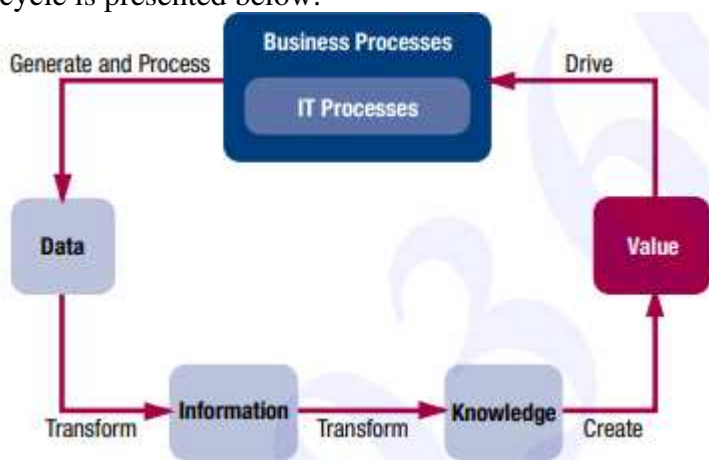 cycle is presented below:
Business Processes
Generate and Process
Drive
IT Processes
Data
Value
Information
Knowledge
Transform
Transform
Create